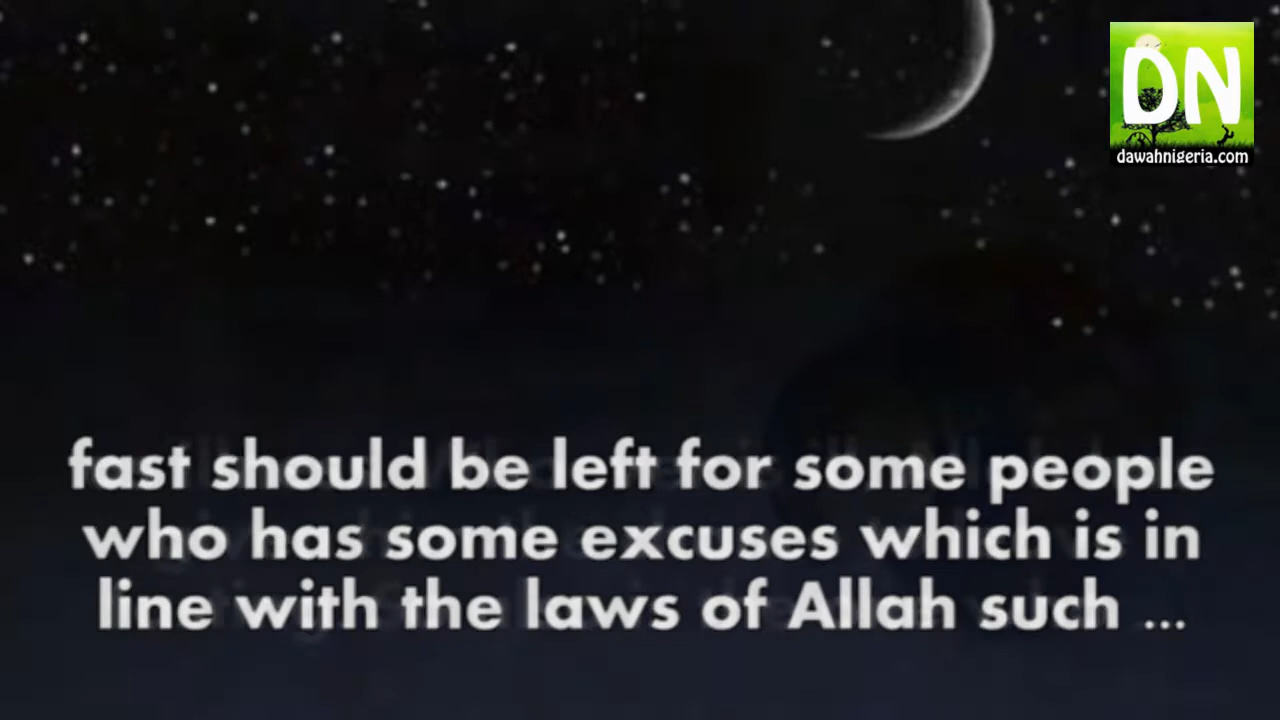 DN
dawahnigeria.com
fast should be left for some people
who has some excuses which is in
line with the laws of Allah such ...